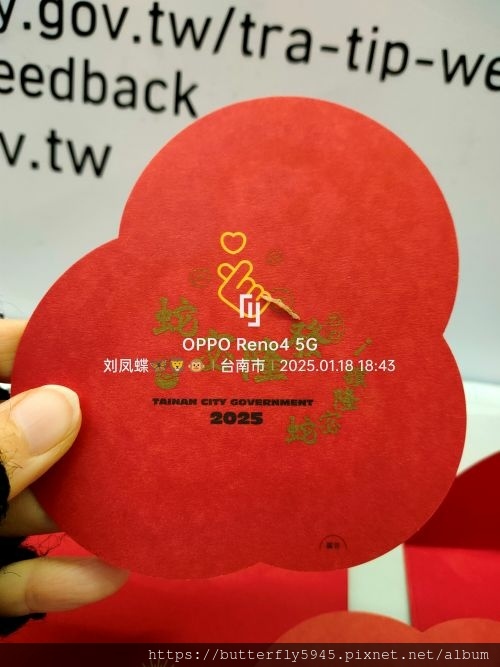 y.gov.tw/tra-tip-we
eedback
v.tw
OPPO Reno4 5G
刘凤蝶🐯🦁🐵 | 台南市 | 2025.01.18 18:43
TAINAN CITY GOVERNMENT
2025
https://butterfly5945.pixnet.net/album